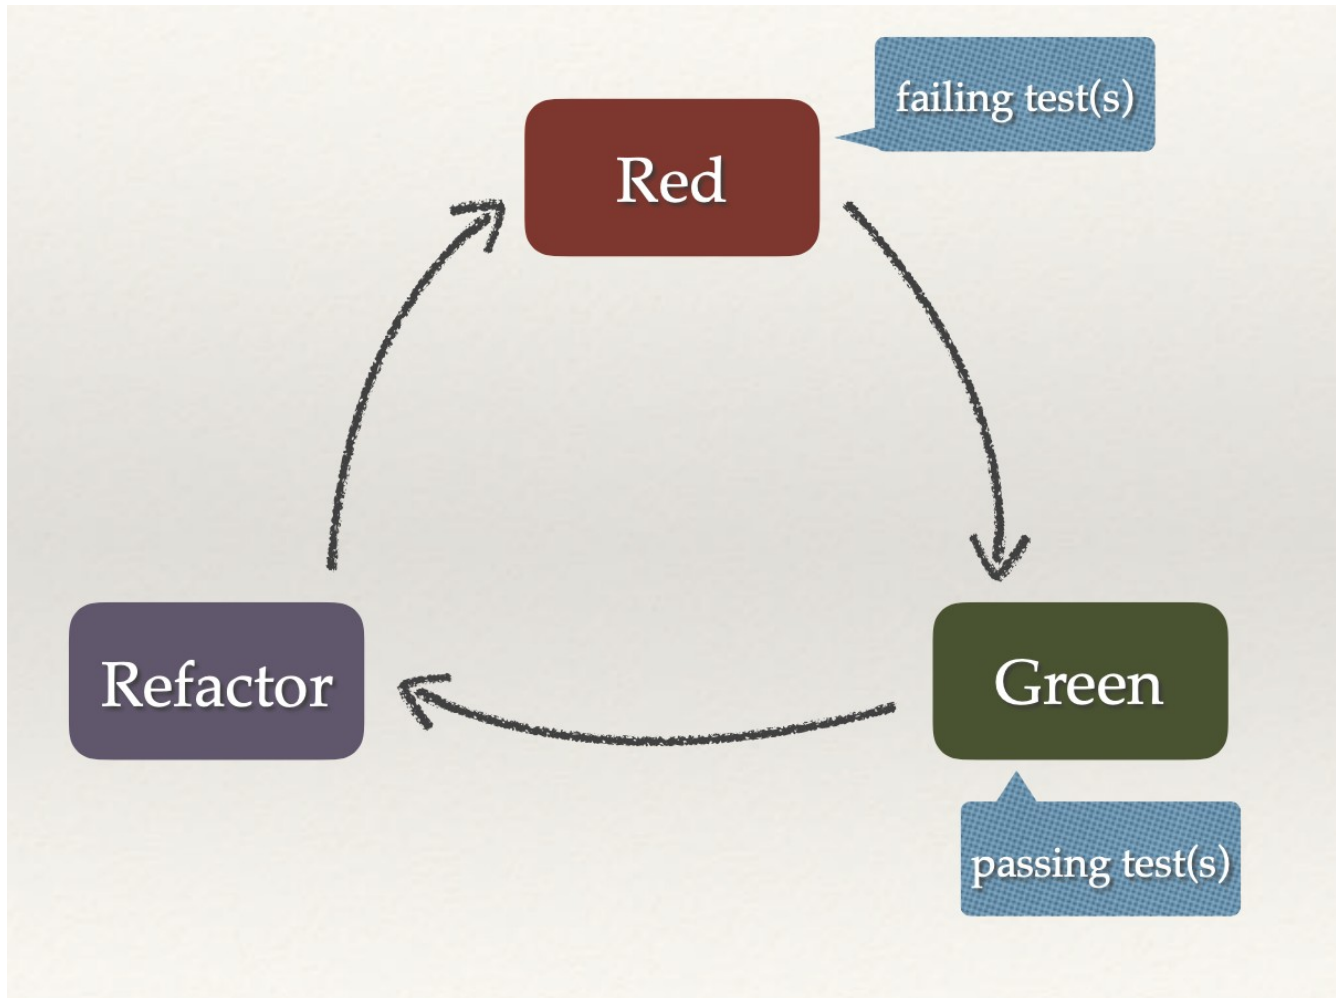 failing test(s)
Red
Refactor
Green
passing test(s)